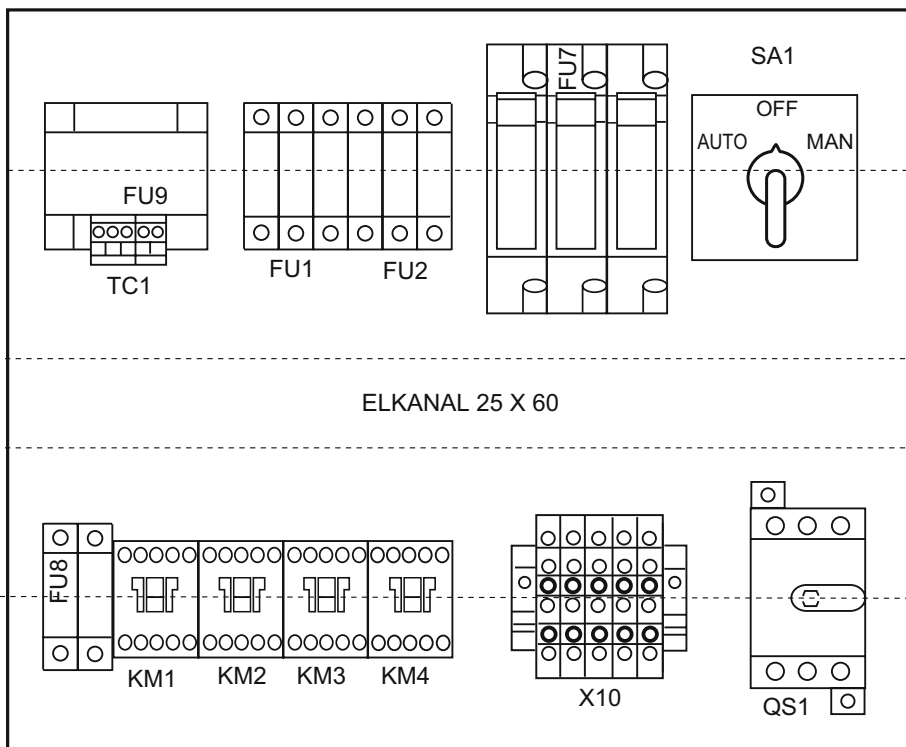 FU7
SA1
OFF
AUTO
MAN
FU9
TC1
FU1
FU2
ELKANAL 25 X 60
FU8
KM1
KM2
KM3
KM4
X10
QS1